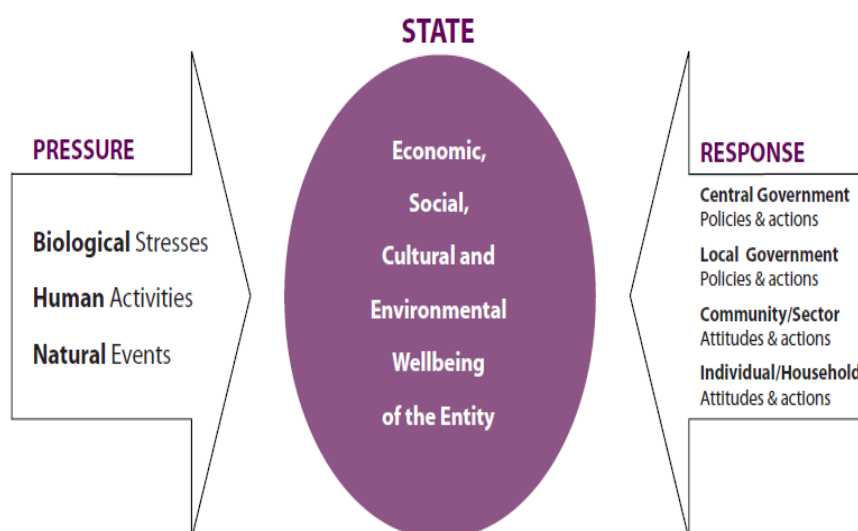 STATE
PRESSURE
Biological Stresses
Human Activities
Natural Events
Economic,
Social,
Cultural and
Environmental
Wellbeing
of the Entity
RESPONSE
Central Government
Policies & actions
Local Government
Policies & actions
Community/Sector
Attitudes & actions
Individual/Household
Attitudes & actions